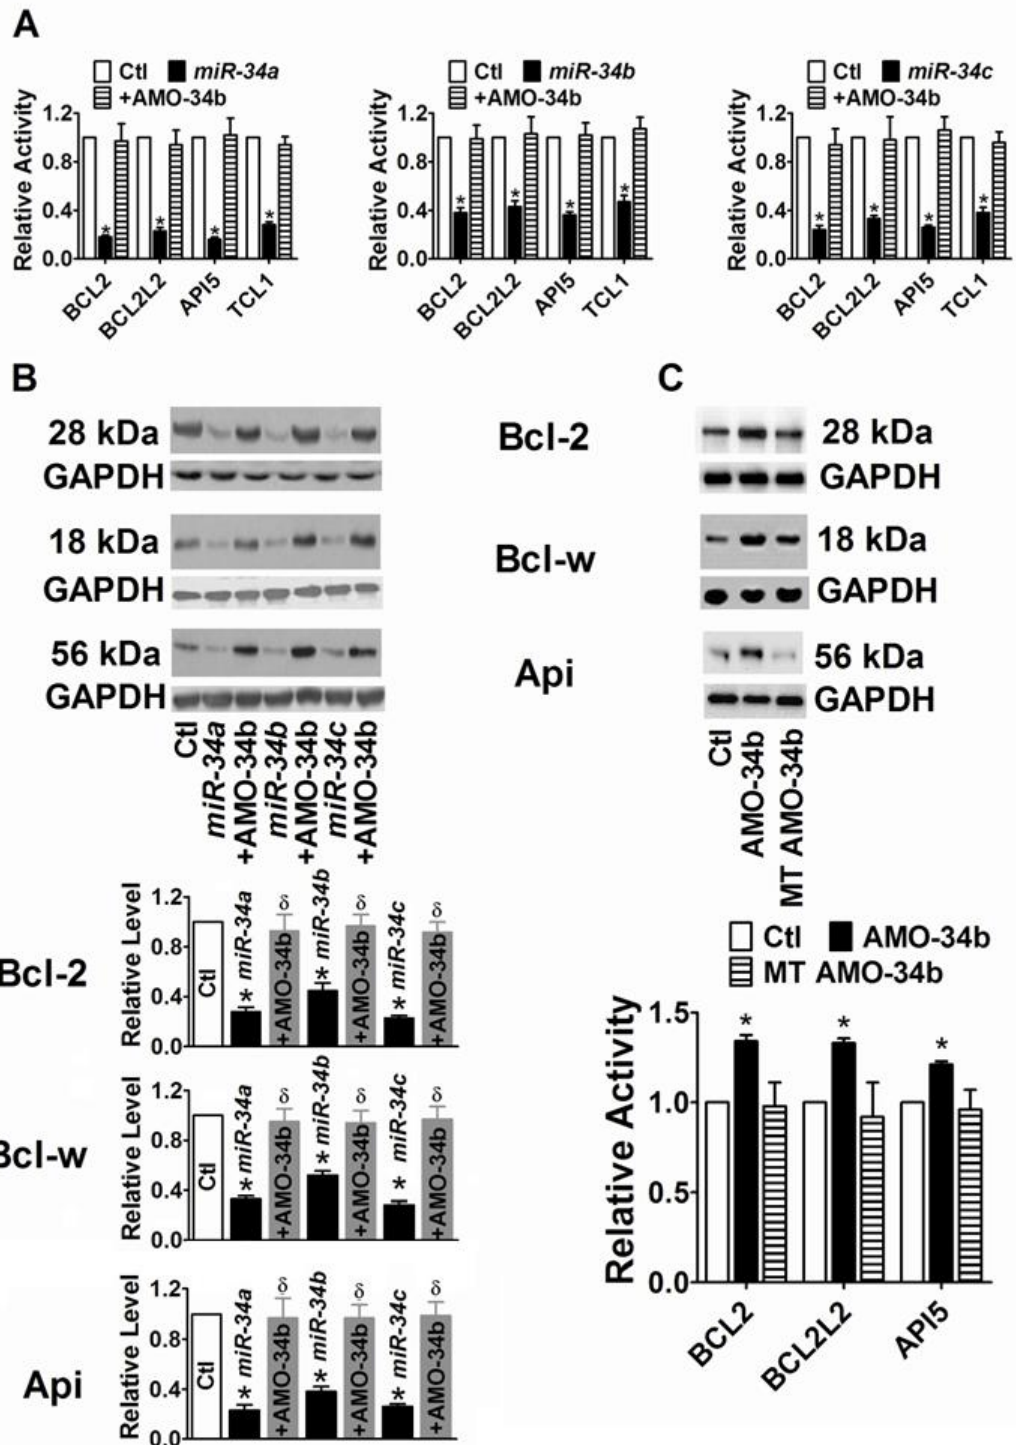 A
Ctl miR-34a
+AMO-34b
Relative Activity
1.2
0.8
0.4
0.0
*
*
*
*
BCL2
BCL2L2
API5
TCL1
Ctl miR-34b
+AMO-34b
Relative Activity
1.2
0.8
0.4
0.0
*
*
*
*
BCL2
BCL2L2
API5
TCL1
Ctl miR-34c
+AMO-34b
Relative Activity
1.2
0.8
0.4
0.0
*
*
*
*
BCL2
BCL2L2
API5
TCL1
B
28 kDa
GAPDH
18 kDa
GAPDH
56 kDa
GAPDH
Ctl
miR-34a
+AMO-34b
miR-34b
+AMO-34b
miR-34c
+AMO-34b
Bcl-2
Bcl-w
Api
C
28 kDa
GAPDH
18 kDa
GAPDH
56 kDa
GAPDH
Ctl
AMO-34b
MT AMO-34b
Bcl-2
Relative Level
1.2
0.8
0.4
0.0
Ctl
* miR-34a
+AMO-34b
δ
* miR-34b
+AMO-34b
δ
* miR-34c
+AMO-34b
δ
Bcl-w
Relative Level
1.2
0.8
0.4
0.0
Ctl
* miR-34a
+AMO-34b
δ
* miR-34b
+AMO-34b
δ
* miR-34c
+AMO-34b
δ
Api
Relative Level
1.2
0.8
0.4
0.0
Ctl
* miR-34a
+AMO-34b
δ
* miR-34b
+AMO-34b
δ
* miR-34c
+AMO-34b
δ
Ctl AMO-34b
MT AMO-34b
Relative Activity
1.5
1.0
0.5
0.0
*
*
*
BCL2
BCL2L2
API5